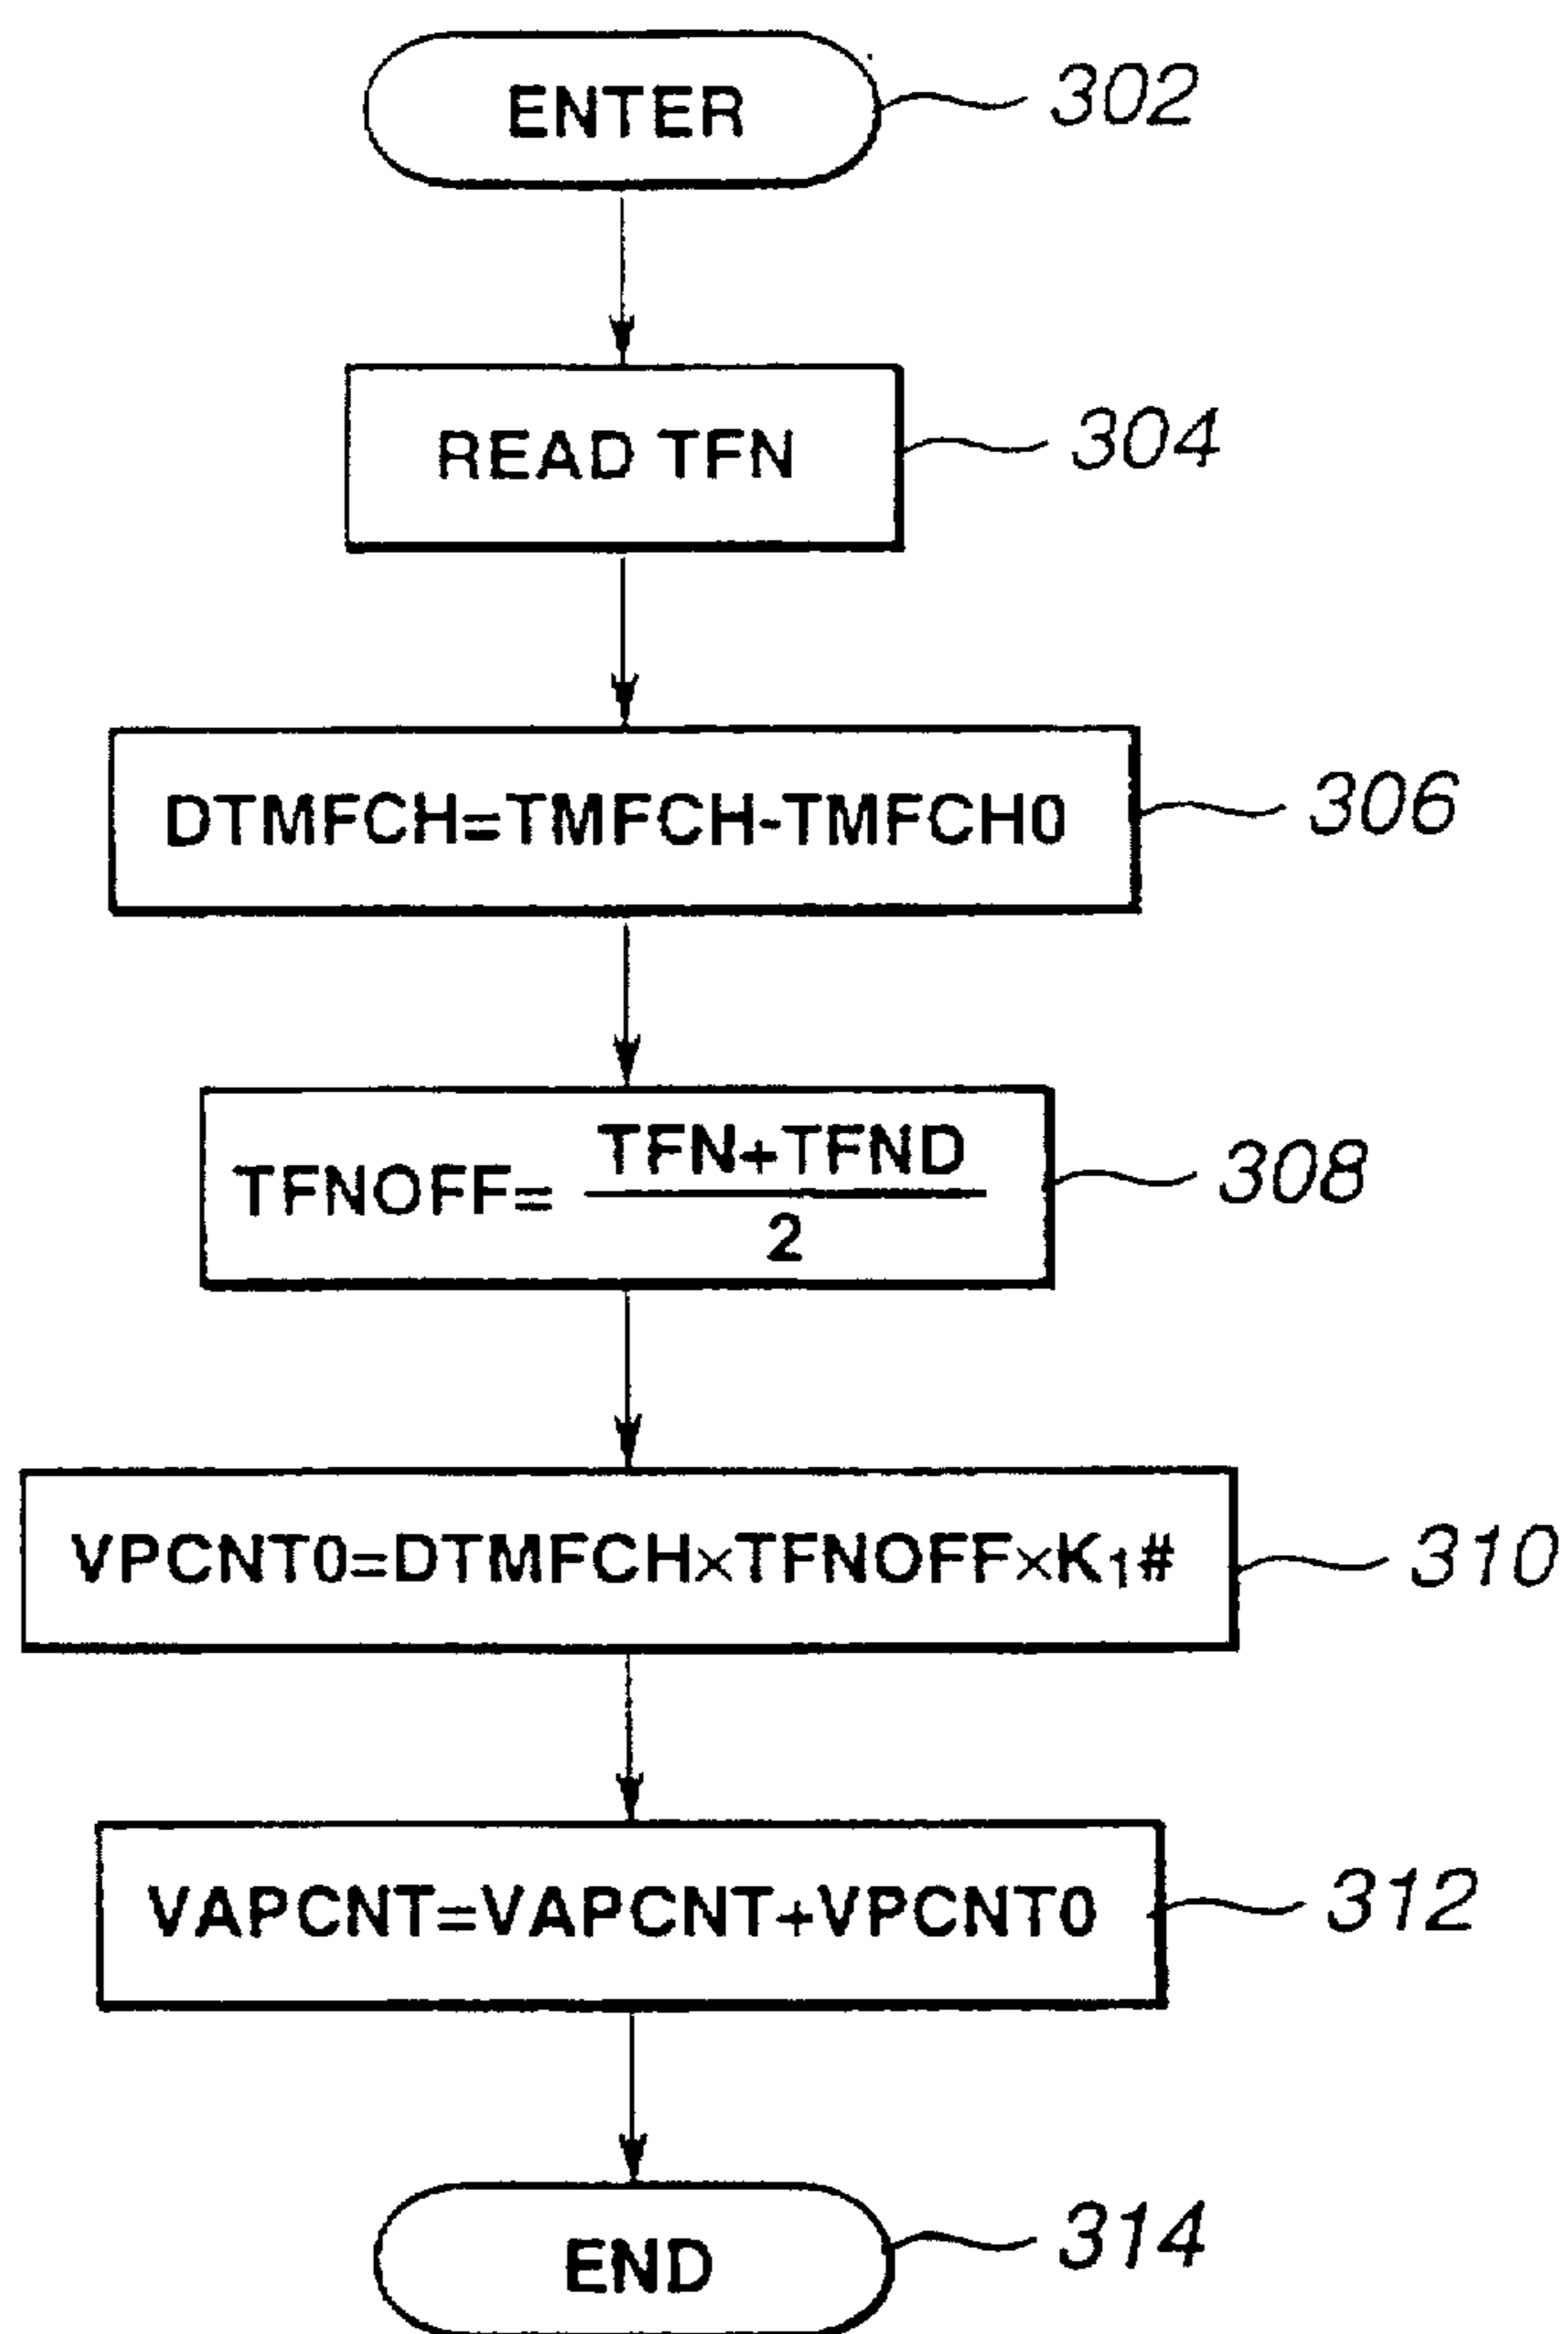 ENTER
302
READ TFN
304
DTMFCH=TMFCH-TMFCH0
306
TFNOFF= TFN+TFND
2
308
VPCNT0=DTMFCH×TFNOFF×K₁#
310
VAPCNT=VAPCNT+VPCNT0
312
END
314